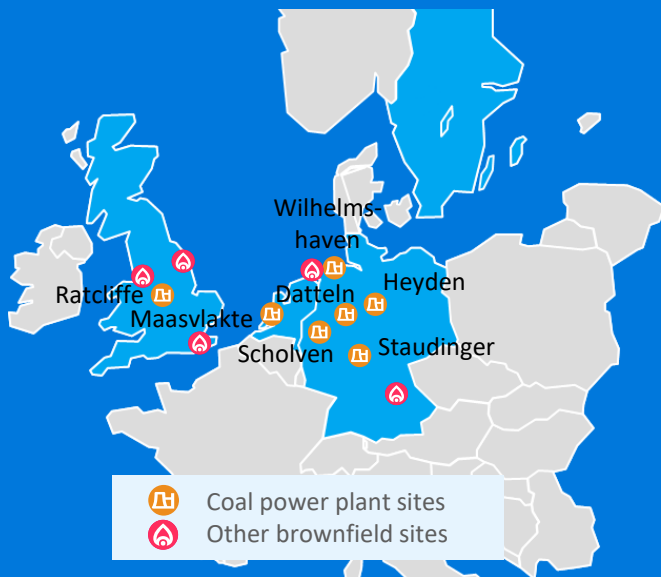 Wilhelms-
haven
Heyden
Ratcliffe
Datteln
Maasvlakte
Scholven
Staudinger
Coal power plant sites
Other brownfield sites